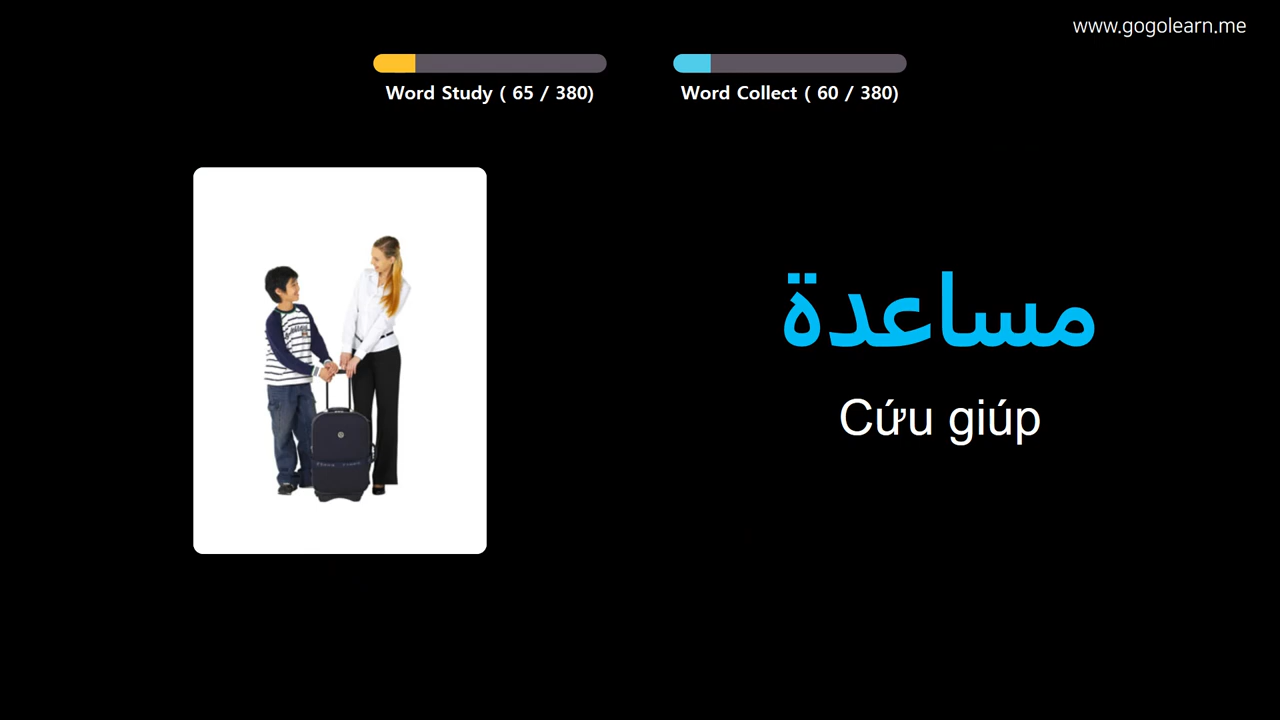 www.gogolearn.me
Word Study ( 65 / 380)
Word Collect ( 60 / 380)
مساعدة
Cứu giúp